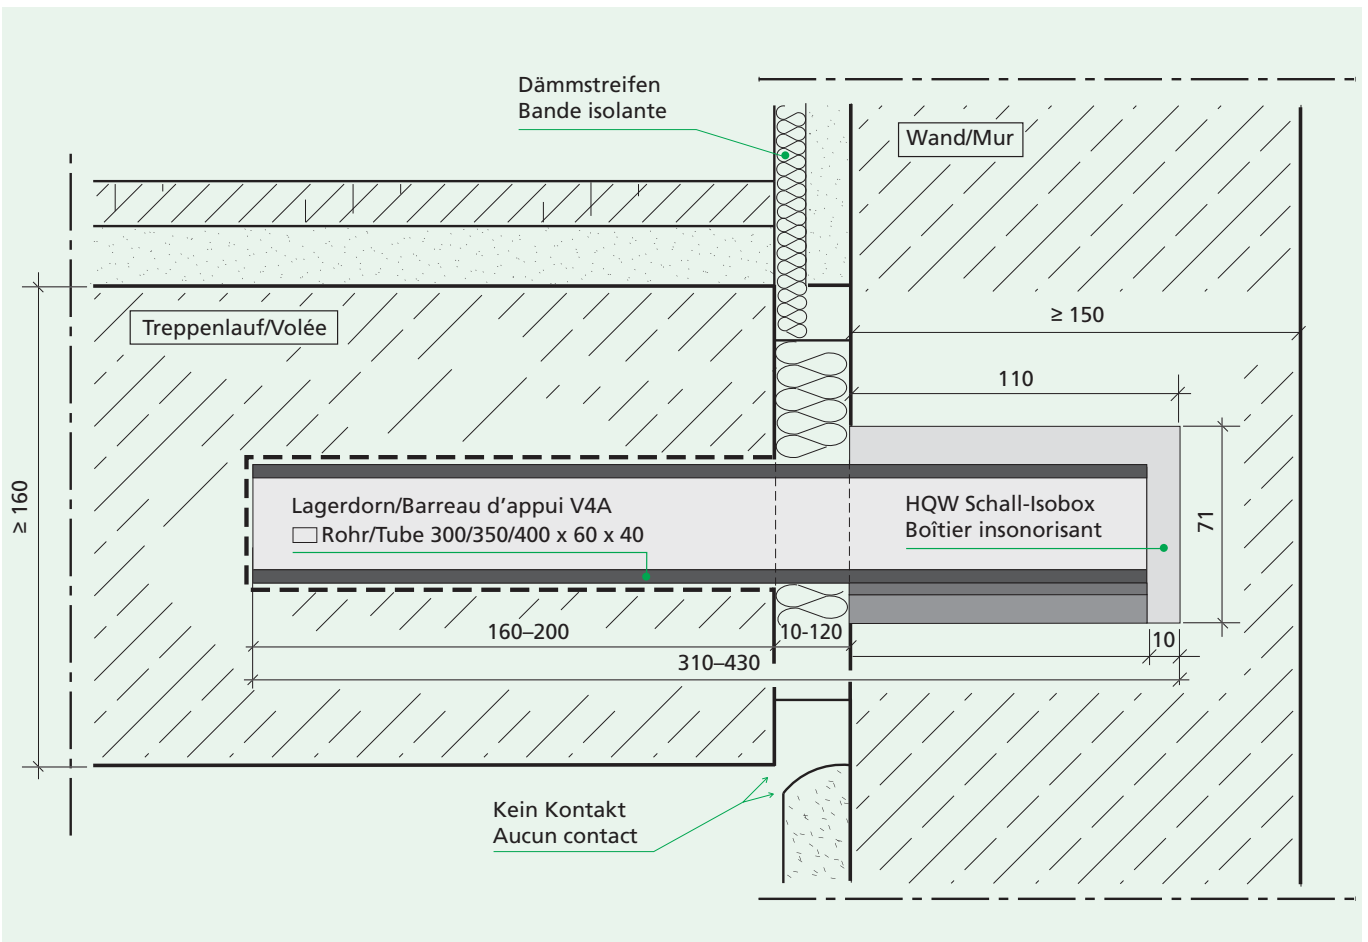 Dämmstreifen
Bande isolante
Wand/Mur
Treppenlauf/Volée
≥ 150
110
≥ 160
Lagerdorn/Barreau d’appui V4A
Rohr/Tube 300/350/400 x 60 x 40
HQW Schall-Isobox
Boîtier insonorisant
71
160–200
10-120
10
310–430
Kein Kontakt
Aucun contact